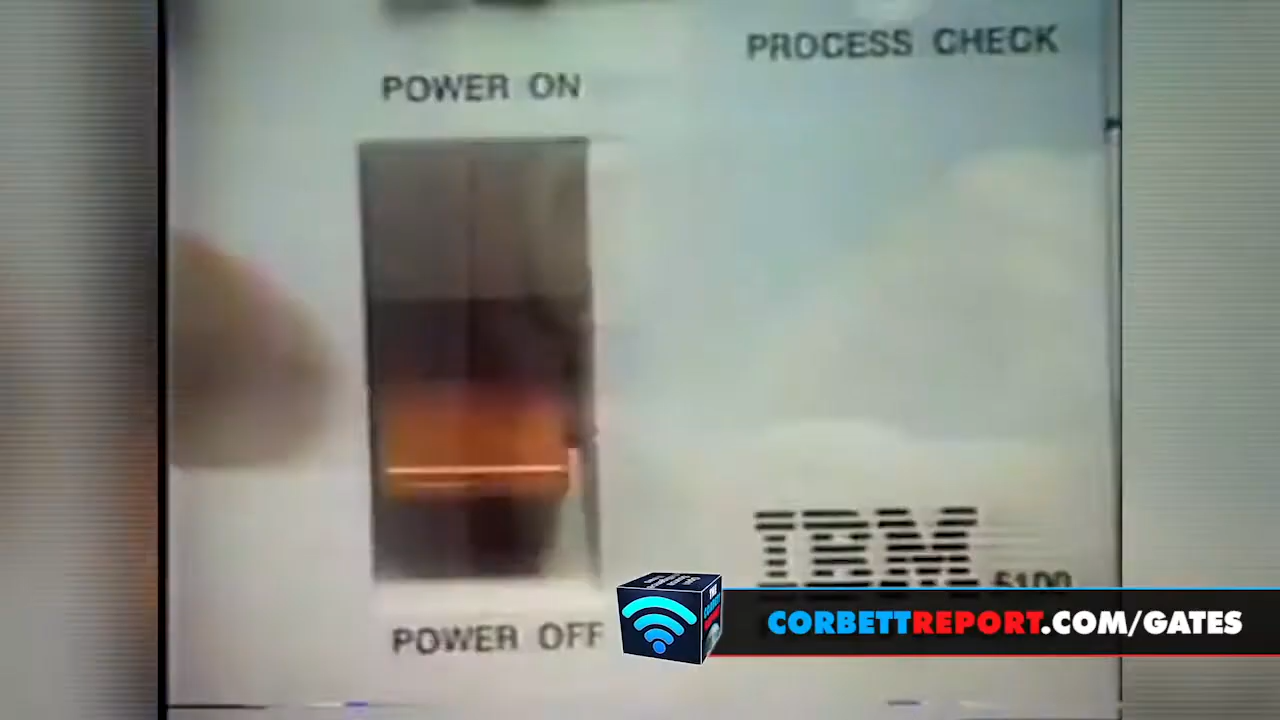 PROCESS CHECK
POWER ON
IBM 5100
POWER OFF
CORBETTREPORT.COM/GATES